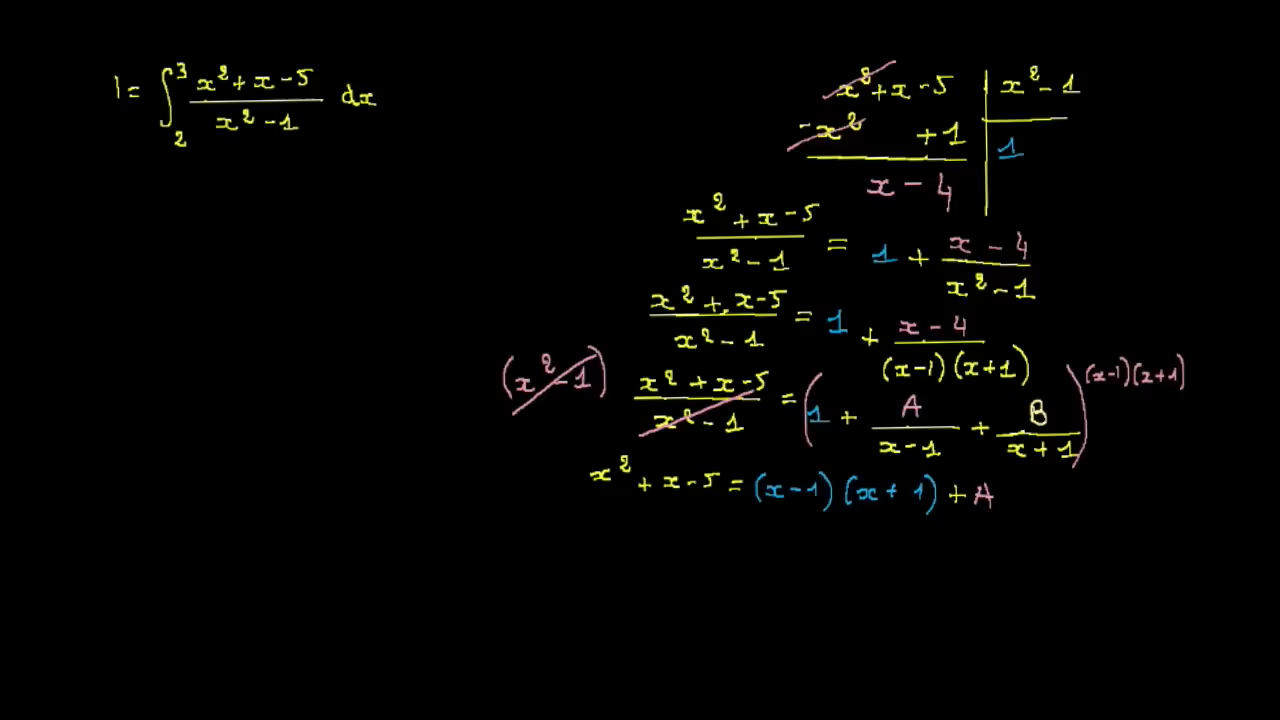 I = ∫₂³ (x² + x - 5)/(x² - 1) dx
x² + x - 5 | x² - 1
- x² + 1 | 1
x - 4
(x² + x - 5)/(x² - 1) = 1 + (x - 4)/(x² - 1)
(x² + x - 5)/(x² - 1) = 1 + (x - 4)/((x - 1)(x + 1))
(x² - 1) (x² + x - 5)/(x² - 1) = (1 + A/(x - 1) + B/(x + 1)) (x - 1)(x + 1)
x² + x - 5 = (x - 1)(x + 1) + A